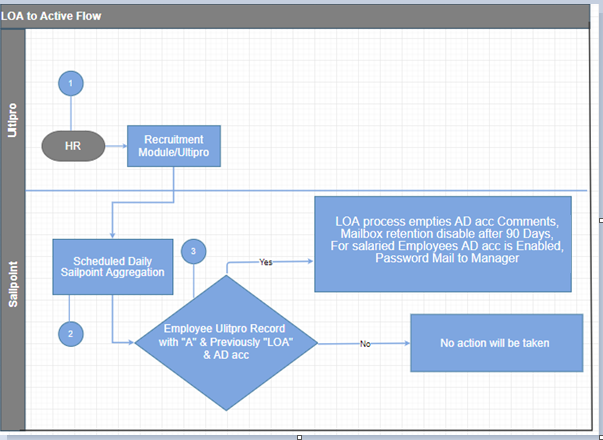 LOA to Active Flow
Ultipro
1
HR
Recruitment
Module/Ultipro
Sailpoint
Scheduled Daily
Sailpoint Aggregation
2
3
Employee Ulitpro Record
with "A" & Previously "LOA"
& AD acc
Yes
LOA process empties AD acc Comments,
Mailbox retention disable after 90 Days,
For salaried Employees AD acc is Enabled,
Password Mail to Manager
No
No action will be taken